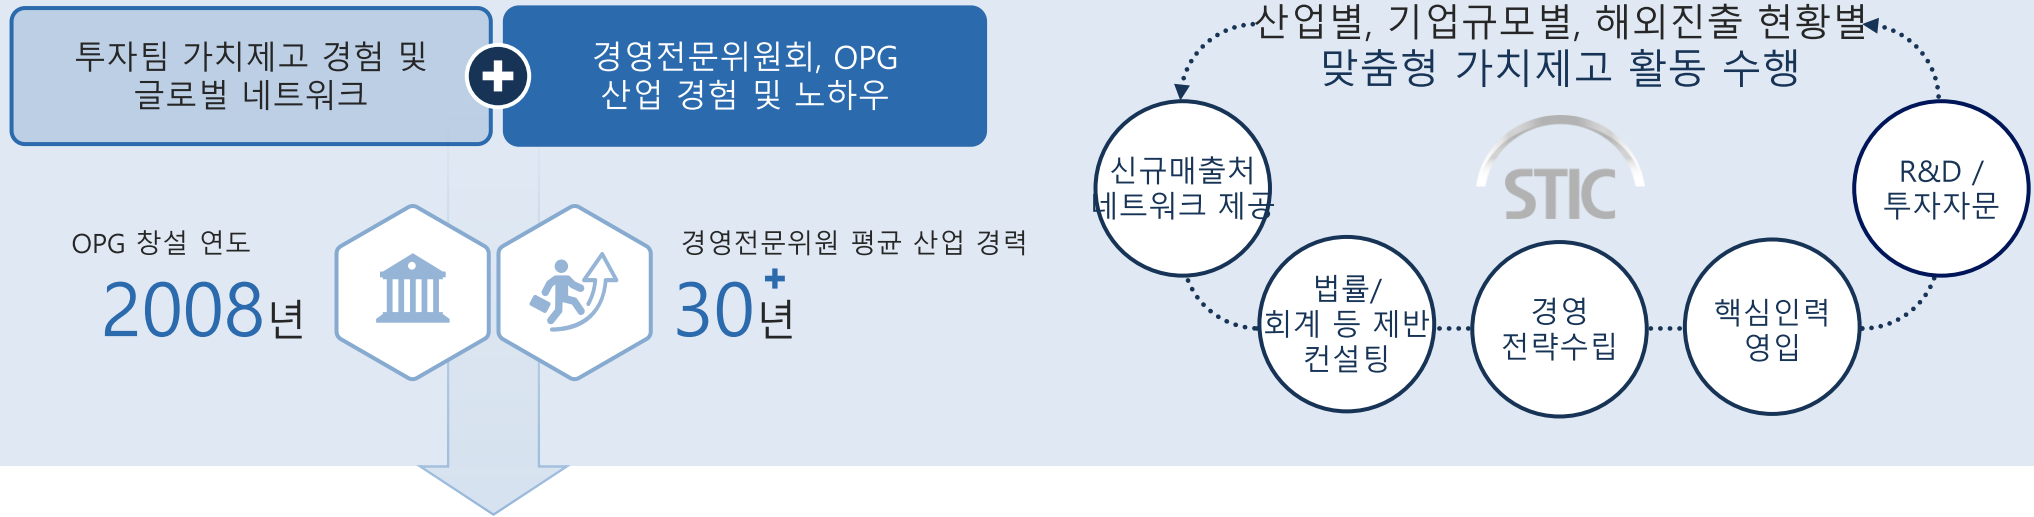 투자팀 가치제고 경험 및
글로벌 네트워크
경영전문위원회, OPG
산업 경험 및 노하우
OPG 창설 연도
2008년
경영전문위원 평균 산업 경력
30+년
산업별, 기업규모별, 해외진출 현황별
맞춤형 가치제고 활동 수행
STIC
신규매출처
네트워크 제공
법률/
회계 등 제반
컨설팅
경영
전략수립
핵심인력
영입
R&D /
투자자문